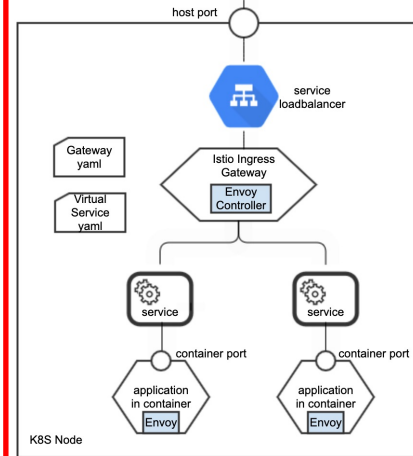 host port
service
loadbalancer
Gateway
yaml
Istio Ingress
Gateway
Envoy
Controller
Virtual
Service
yaml
service
service
container port
container port
application
in container
Envoy
application
in container
Envoy
K8S Node